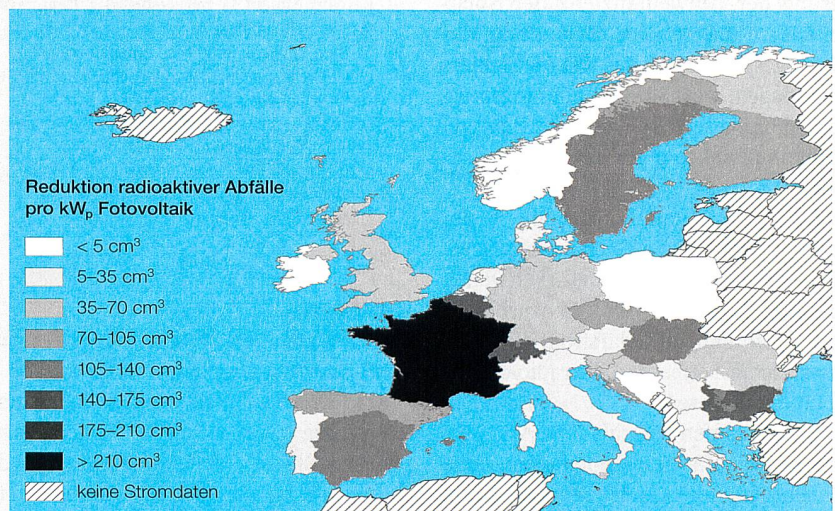 Reduktion radioaktiver Abfälle
pro kWₚ Fotovoltaik
< 5 cm³
5–35 cm³
35–70 cm³
70–105 cm³
105–140 cm³
140–175 cm³
175–210 cm³
> 210 cm³
keine Stromdaten